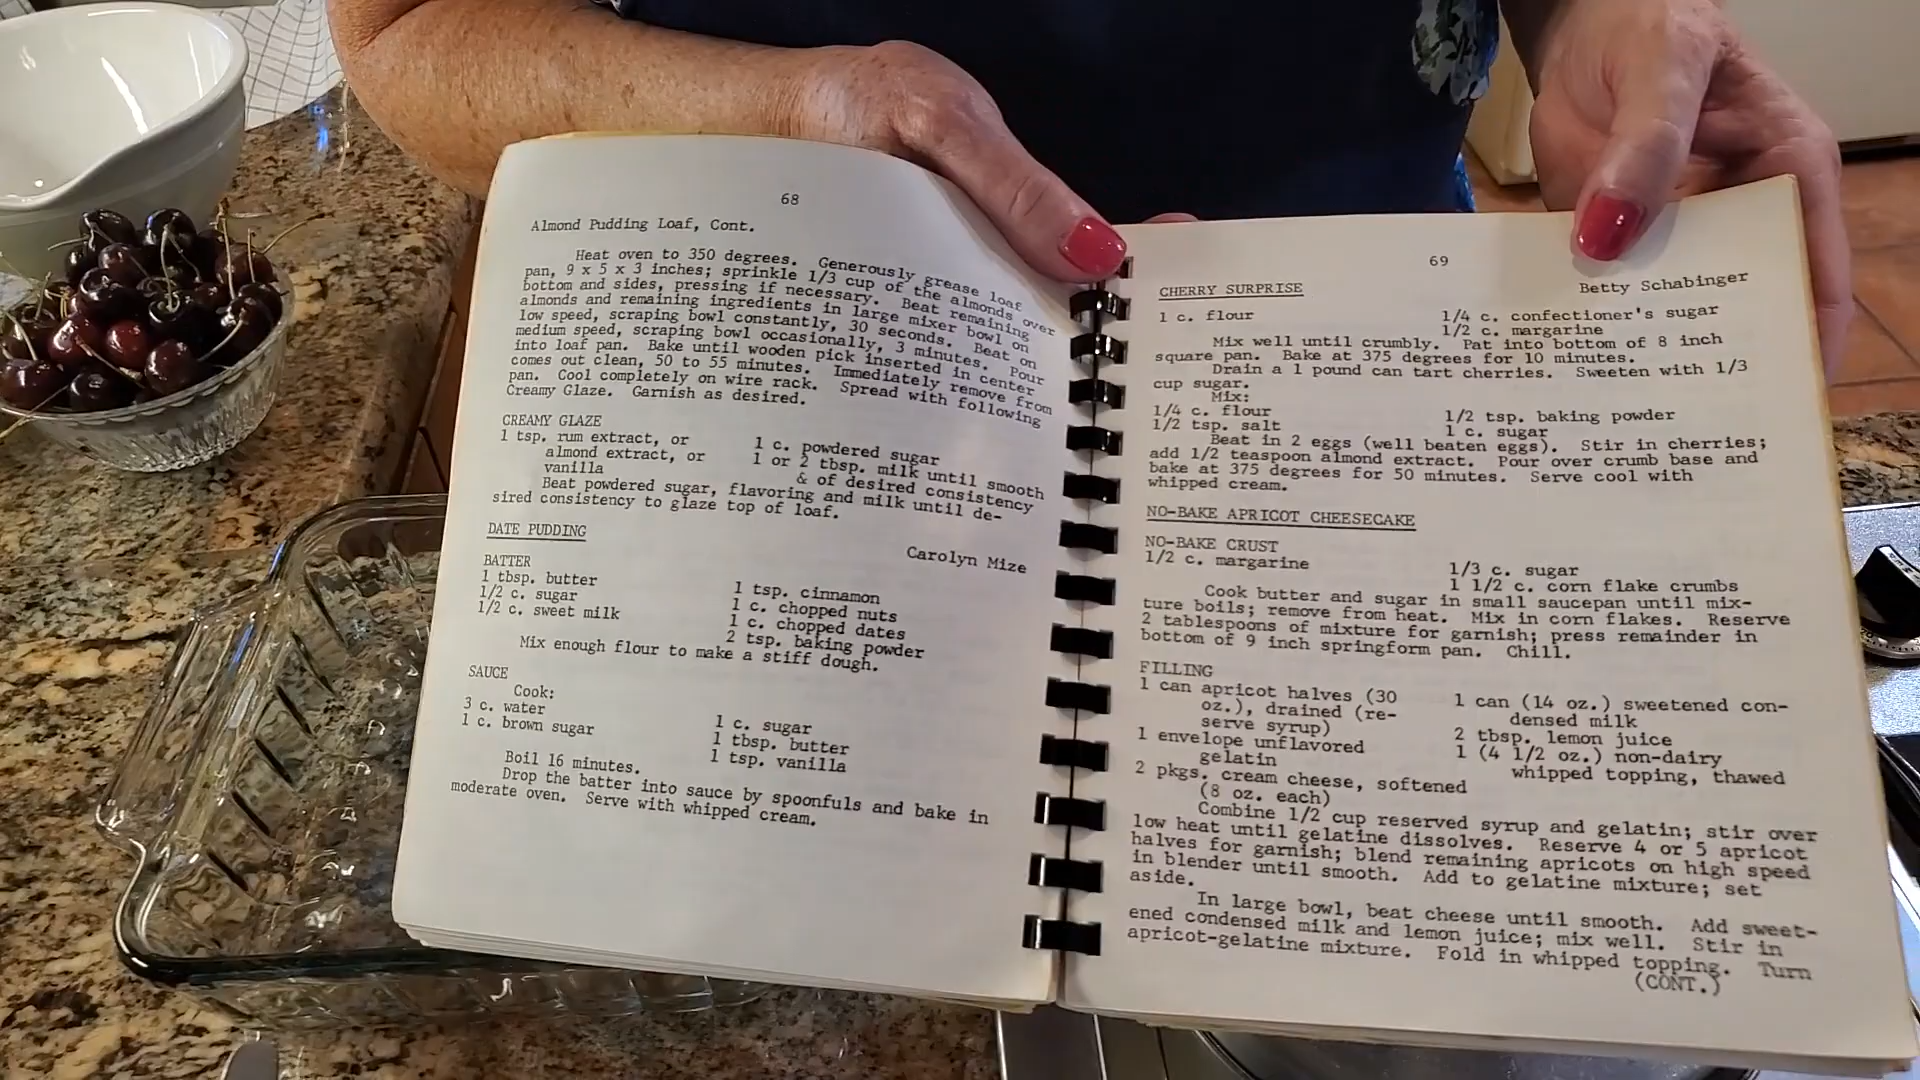 68
Almond Pudding Loaf, Cont.
Heat oven to 350 degrees. Generously grease loaf
pan, 9 x 5 x 3 inches; sprinkle 1/3 cup of the almonds over
bottom and sides, pressing if necessary. Beat remaining
almonds and remaining ingredients in large mixer bowl on
low speed, scraping bowl constantly, 30 seconds. Beat on
medium speed, scraping bowl occasionally, 3 minutes. Pour
into loaf pan. Bake until wooden pick inserted in center
comes out clean, 50 to 55 minutes. Immediately remove from
pan. Cool completely on wire rack. Spread with following
Creamy Glaze. Garnish as desired.
CREAMY GLAZE
1 tsp. rum extract, or
almond extract, or
vanilla
1 c. powdered sugar
1 or 2 tbsp. milk until smooth
& of desired consistency
Beat powdered sugar, flavoring and milk until de-
sired consistency to glaze top of loaf.
DATE PUDDING
Carolyn Mize
BATTER
1 tbsp. butter
1/2 c. sugar
1/2 c. sweet milk
1 tsp. cinnamon
1 c. chopped nuts
1 c. chopped dates
2 tsp. baking powder
Mix enough flour to make a stiff dough.
SAUCE
Cook:
3 c. water
1 c. brown sugar
1 c. sugar
1 tbsp. butter
1 tsp. vanilla
Boil 16 minutes.
Drop the batter into sauce by spoonfuls and bake in
moderate oven. Serve with whipped cream.
69
CHERRY SURPRISE
Betty Schabinger
1 c. flour
1/4 c. confectioner's sugar
1/2 c. margarine
Mix well until crumbly. Pat into bottom of 8 inch
square pan. Bake at 375 degrees for 10 minutes.
Drain a 1 pound can tart cherries. Sweeten with 1/3
cup sugar.
Mix:
1/4 c. flour
1/2 tsp. salt
1/2 tsp. baking powder
1 c. sugar
Beat in 2 eggs (well beaten eggs). Stir in cherries;
add 1/2 teaspoon almond extract. Pour over crumb base and
bake at 375 degrees for 50 minutes. Serve cool with
whipped cream.
NO-BAKE APRICOT CHEESECAKE
NO-BAKE CRUST
1/2 c. margarine
1/3 c. sugar
1 1/2 c. corn flake crumbs
Cook butter and sugar in small saucepan until mix-
ture boils; remove from heat. Mix in corn flakes. Reserve
2 tablespoons of mixture for garnish; press remainder in
bottom of 9 inch springform pan. Chill.
FILLING
1 can apricot halves (30
oz.), drained (re-
serve syrup)
1 envelope unflavored
gelatin
2 pkgs. cream cheese, softened
(8 oz. each)
1 can (14 oz.) sweetened con-
densed milk
2 tbsp. lemon juice
1 (4 1/2 oz.) non-dairy
whipped topping, thawed
Combine 1/2 cup reserved syrup and gelatin; stir over
low heat until gelatine dissolves. Reserve 4 or 5 apricot
halves for garnish; blend remaining apricots on high speed
in blender until smooth. Add to gelatine mixture; set
aside.
In large bowl, beat cheese until smooth. Add sweet-
ened condensed milk and lemon juice; mix well. Stir in
apricot-gelatine mixture. Fold in whipped topping. Turn
(CONT.)